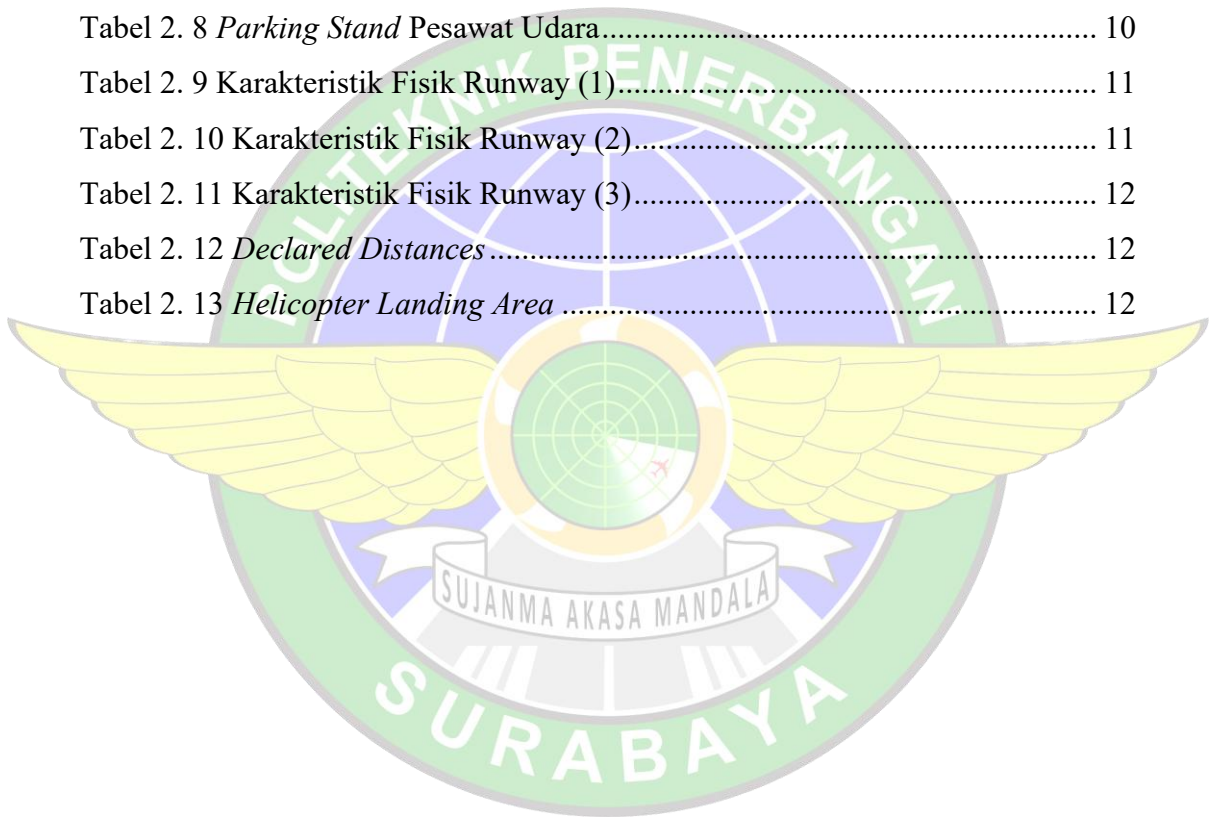 Tabel 2. 8 Parking Stand Pesawat Udara........................................................................ 10
Tabel 2. 9 Karakteristik Fisik Runway (1)..................................................................... 11
Tabel 2. 10 Karakteristik Fisik Runway (2)................................................................... 11
Tabel 2. 11 Karakteristik Fisik Runway (3)................................................................... 12
Tabel 2. 12 Declared Distances....................................................................................... 12
Tabel 2. 13 Helicopter Landing Area ............................................................................. 12
POLITEKNIK PENERBANGAN
SUJANMA AKASA MANDALA
SURABAYA